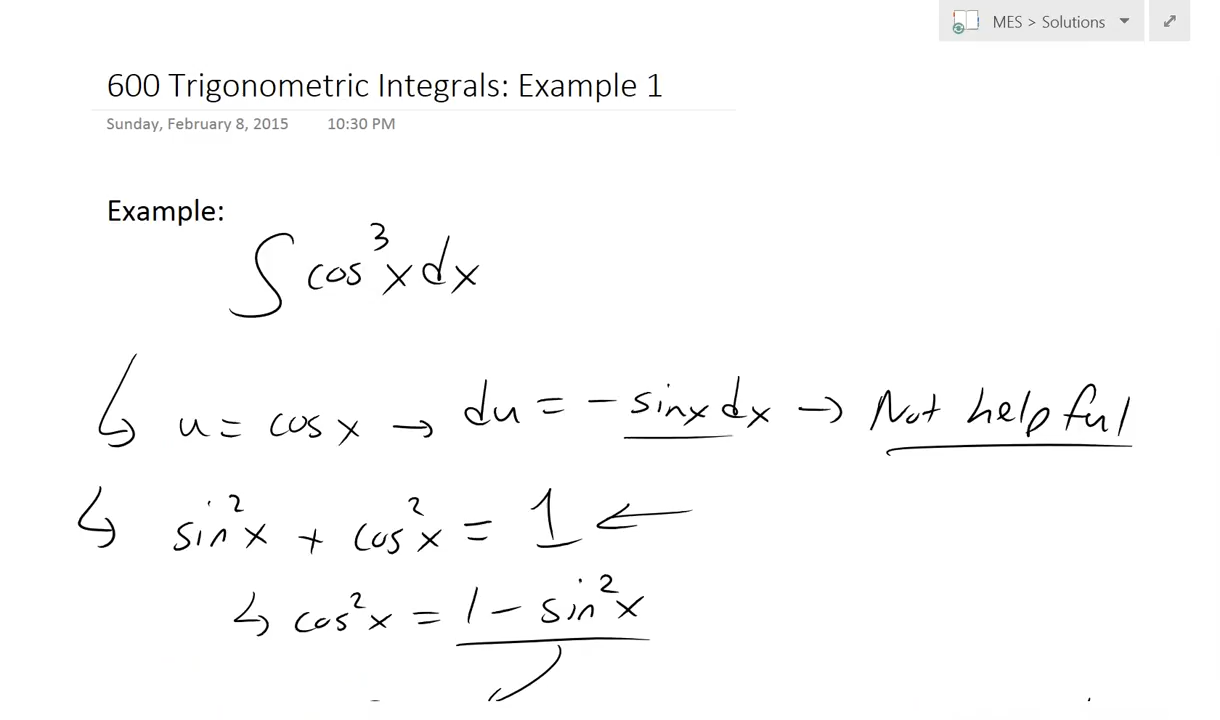 MES > Solutions
600 Trigonometric Integrals: Example 1
Sunday, February 8, 2015 10:30 PM
Example:
∫ cos³x dx
↳ u = cos x → du = − sinx dx → Not helpful
↳ sin²x + cos²x = 1 ←
↳ cos²x = 1 − sin²x